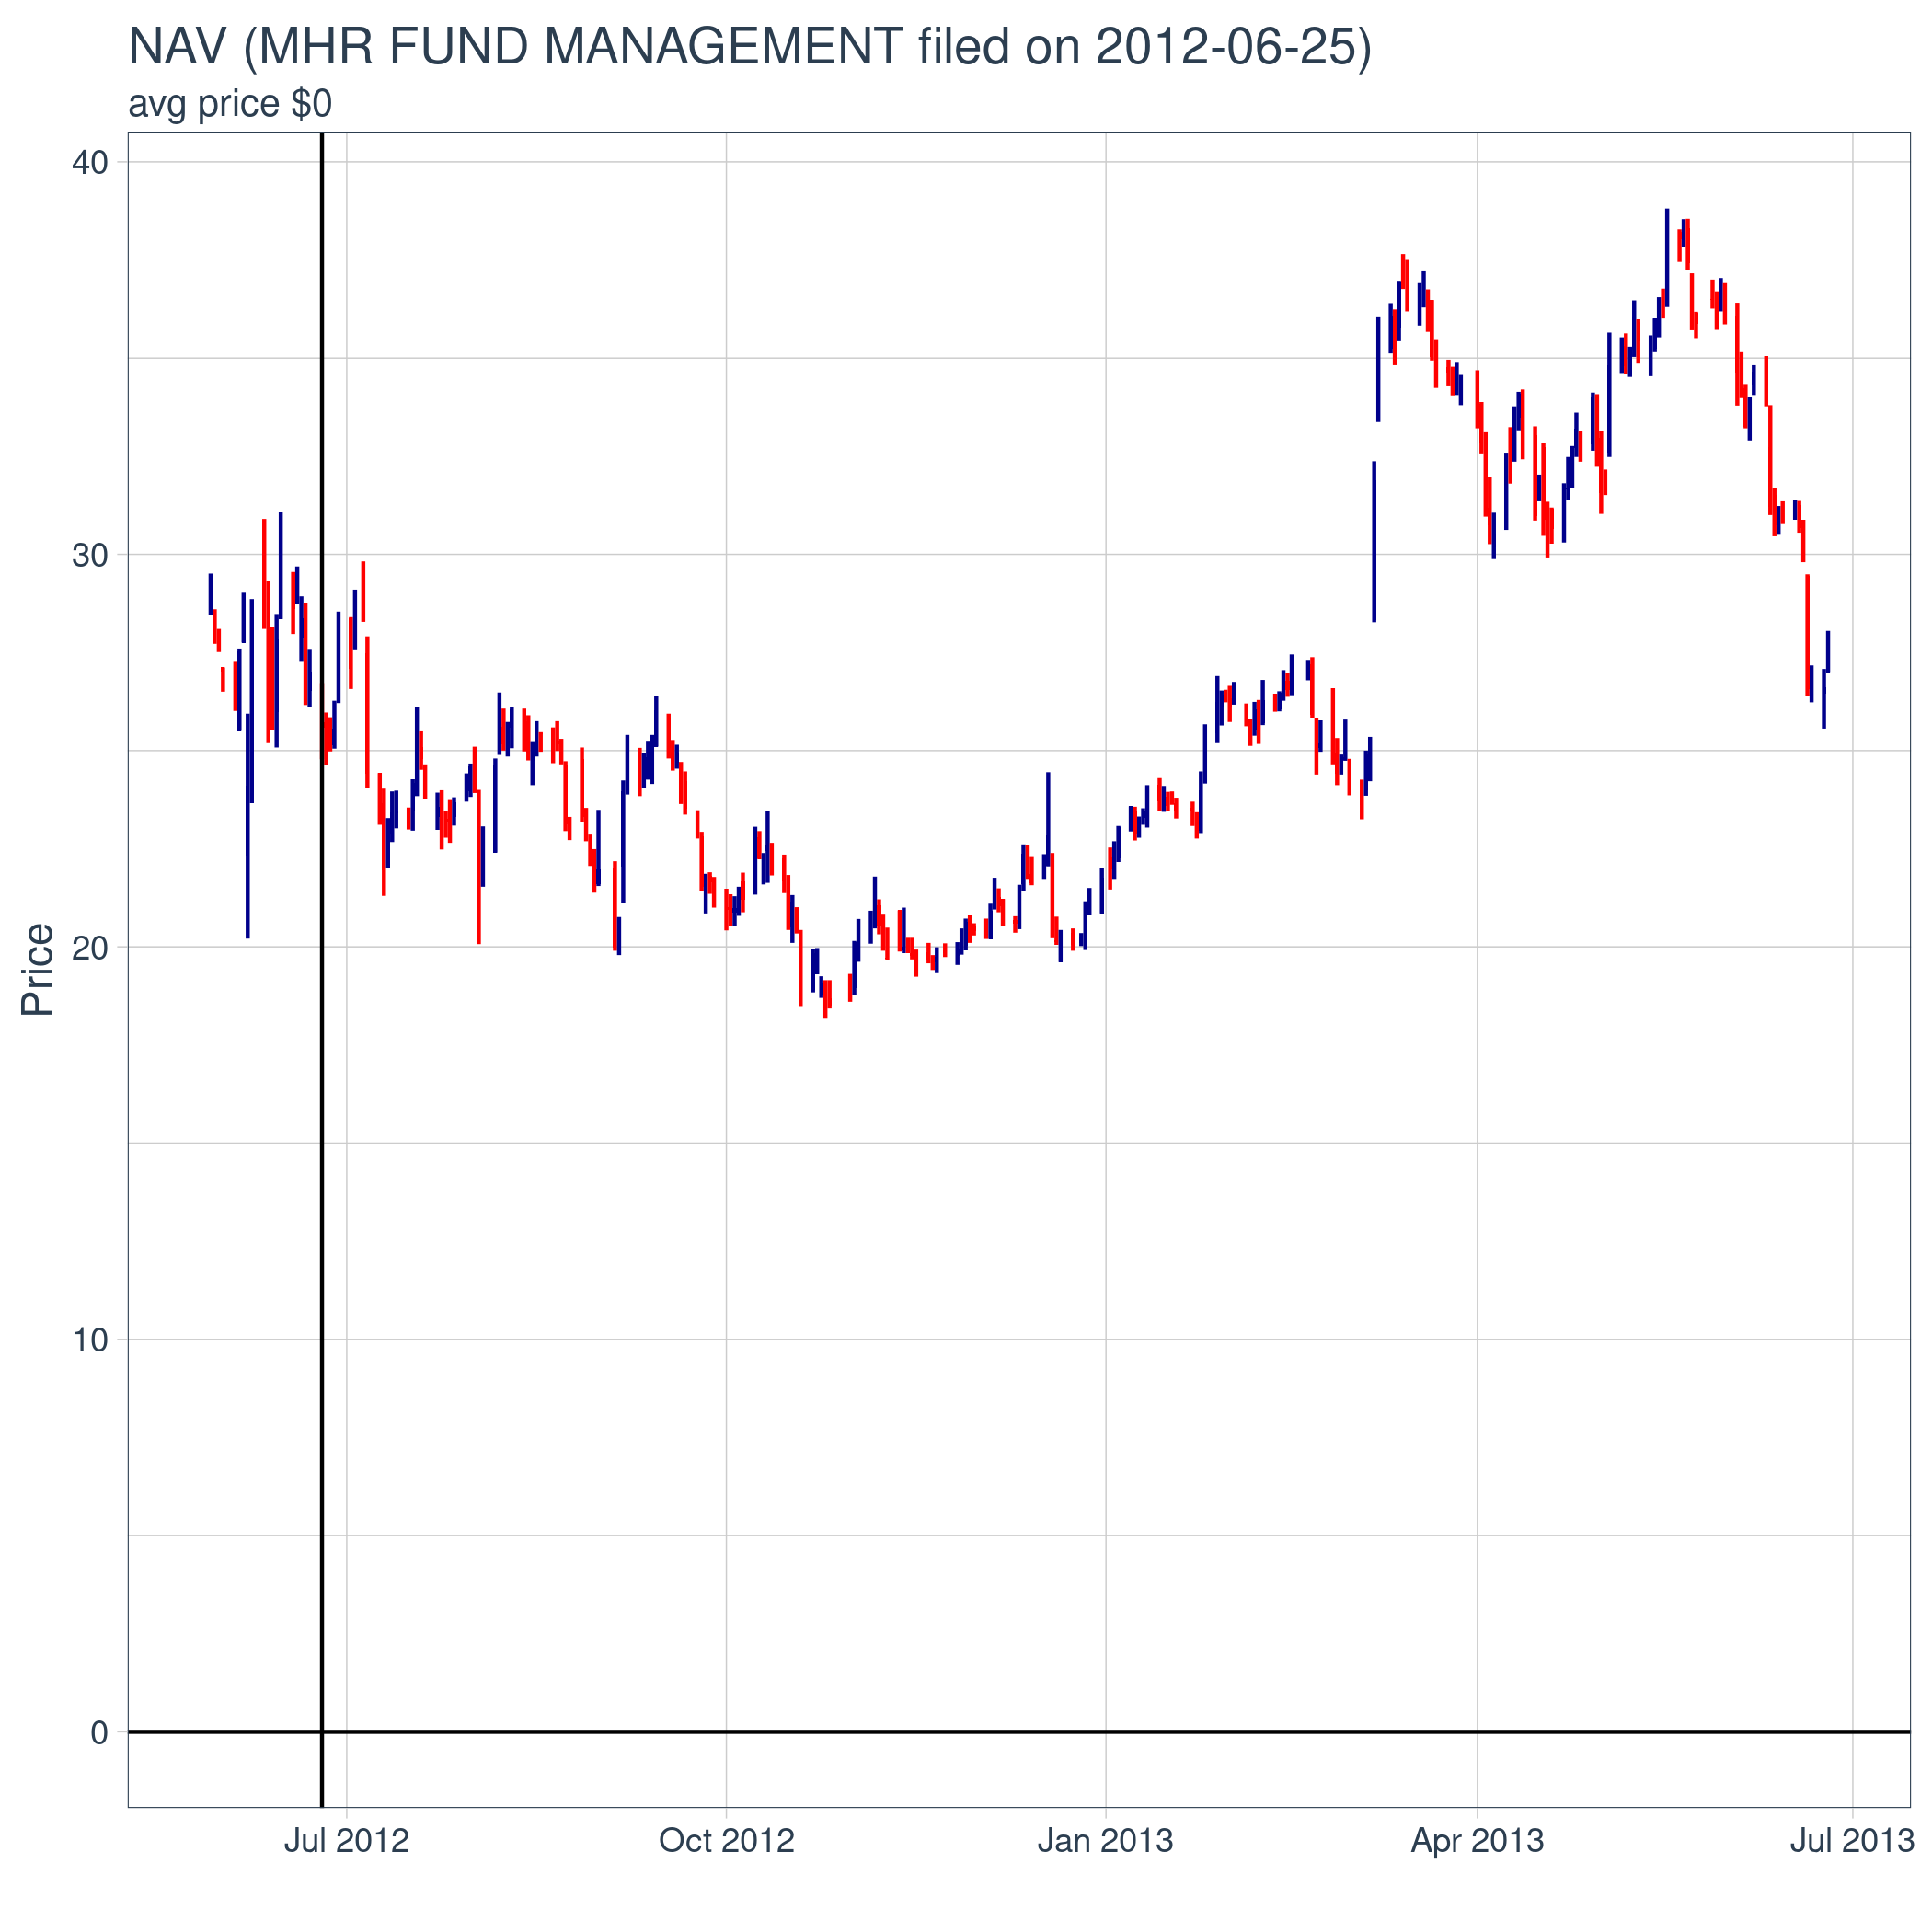 NAV (MHR FUND MANAGEMENT filed on 2012-06-25)
avg price $0
40
30
20
10
0
Price
Jul 2012
Oct 2012
Jan 2013
Apr 2013
Jul 2013